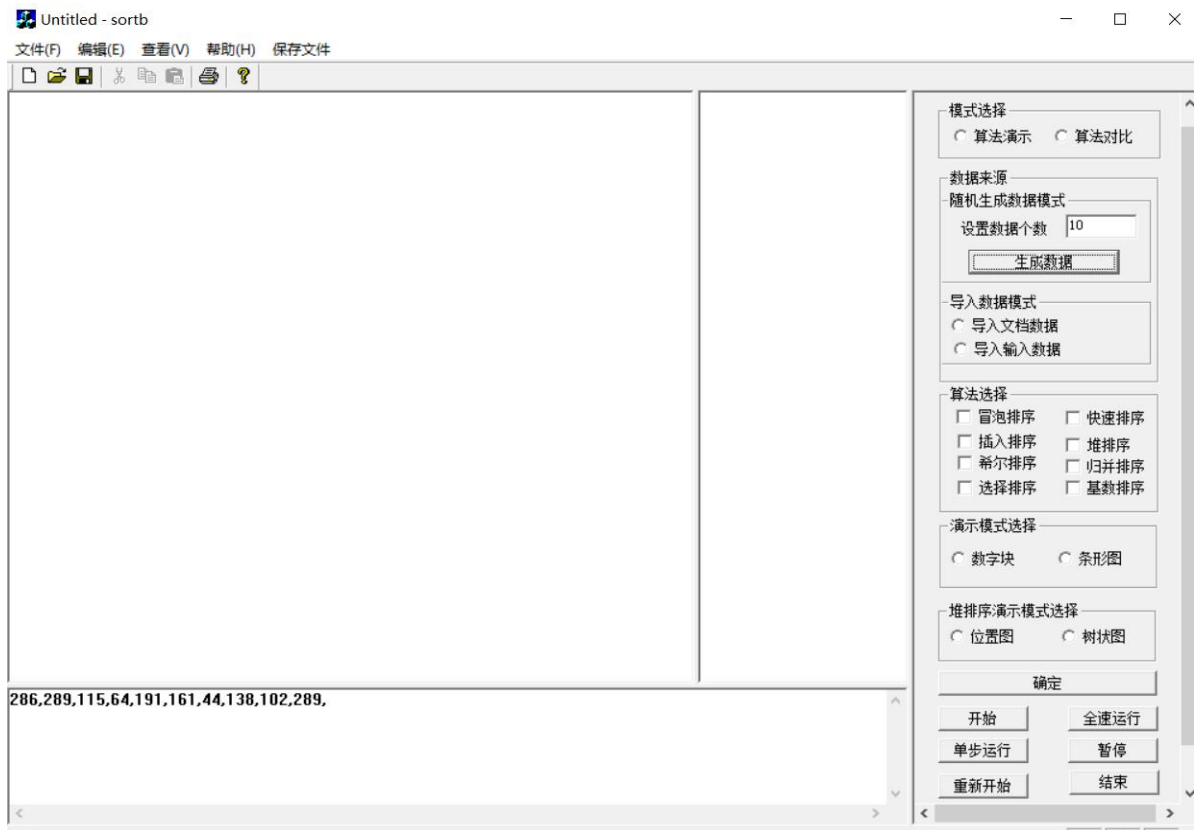 Untitled - sortb
文件(F) 编辑(E) 查看(V) 帮助(H) 保存文件
模式选择
算法演示 算法对比
数据来源
随机生成数据模式
设置数据个数 10
生成数据
导入数据模式
导入文档数据
导入输入数据
算法选择
冒泡排序 快速排序
插入排序 堆排序
希尔排序 归并排序
选择排序 基数排序
演示模式选择
数字块 条形图
堆排序演示模式选择
位置图 树状图
确定
开始 全速运行
单步运行 暂停
重新开始 结束
286,289,115,64,191,161,44,138,102,289,